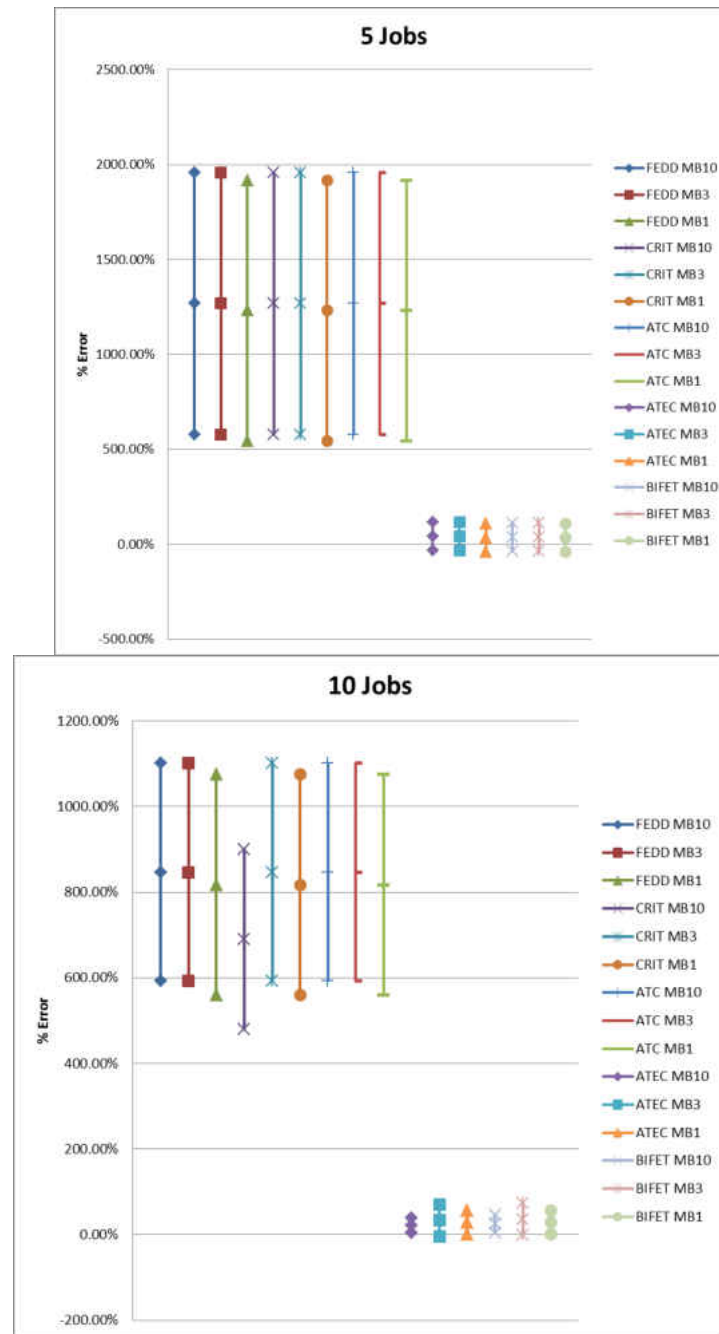 5 Jobs
2500.00%
2000.00%
1500.00%
1000.00%
500.00%
0.00%
-500.00%
% Error
FEDD MB10
FEDD MB3
FEDD MB1
CRIT MB10
CRIT MB3
CRIT MB1
ATC MB10
ATC MB3
ATC MB1
ATEC MB10
ATEC MB3
ATEC MB1
BIFET MB10
BIFET MB3
BIFET MB1
10 Jobs
1200.00%
1000.00%
800.00%
600.00%
400.00%
200.00%
0.00%
-200.00%
% Error
FEDD MB10
FEDD MB3
FEDD MB1
CRIT MB10
CRIT MB3
CRIT MB1
ATC MB10
ATC MB3
ATC MB1
ATEC MB10
ATEC MB3
ATEC MB1
BIFET MB10
BIFET MB3
BIFET MB1